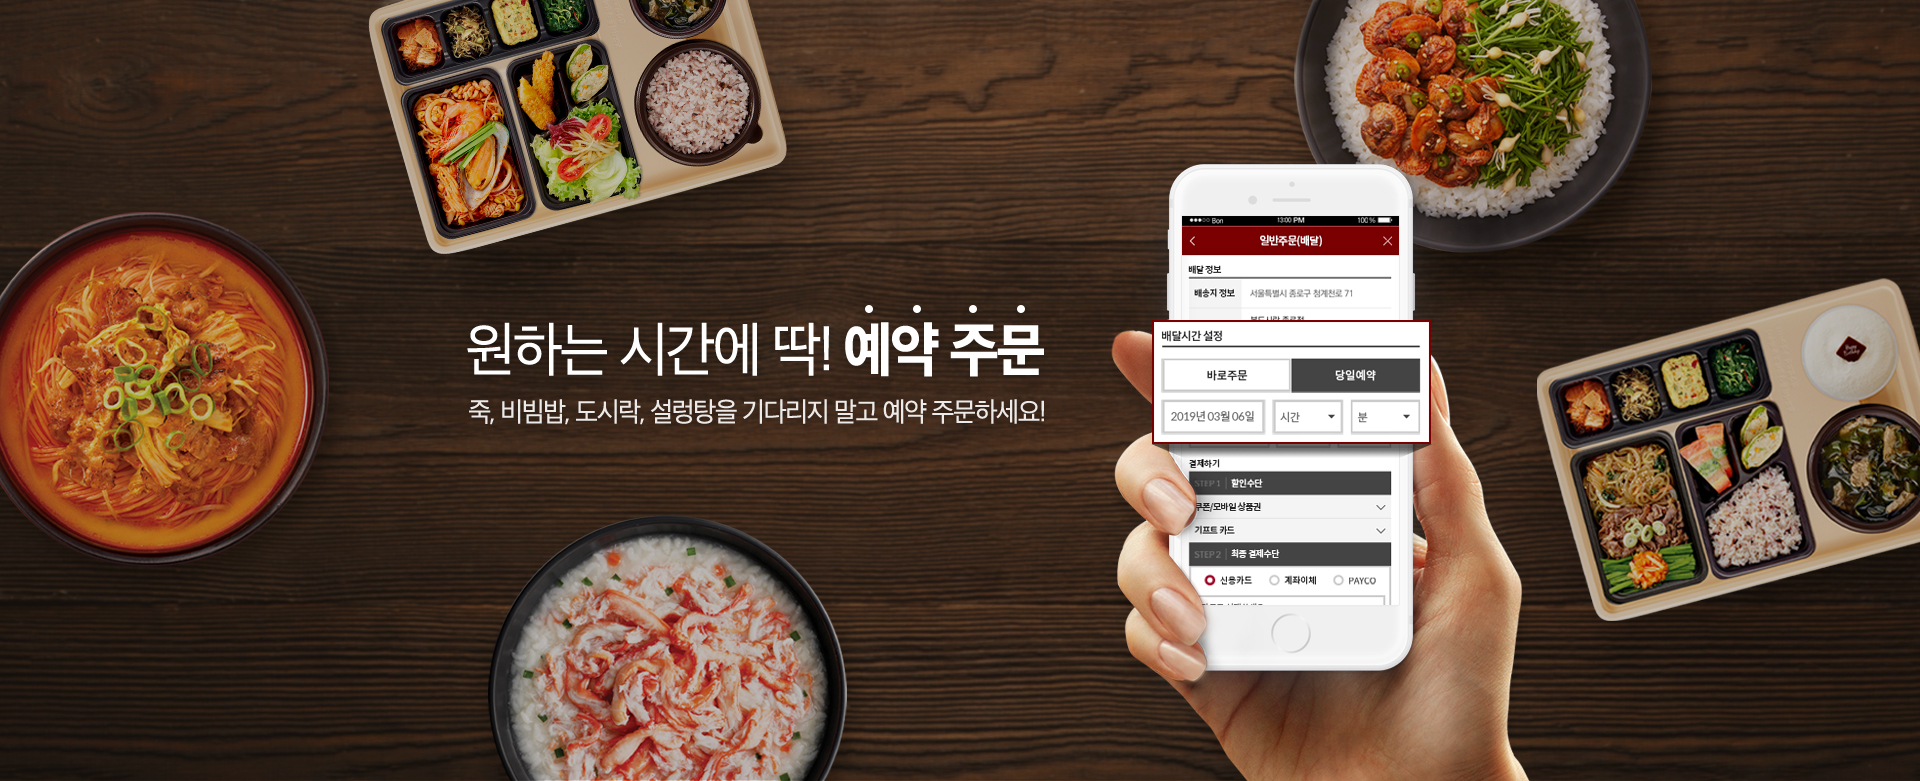 원하는 시간에 딱! 예약 주문
죽, 비빔밥, 도시락, 설렁탕을 기다리지 말고 예약 주문하세요!
Bon 13:00 PM 100%
일반주문(배달)
배달 정보
배송지 정보 서울특별시 종로구 청계천로 71
배달시간 설정
바로주문 당일예약
2019년 03월 06일 시간 분
결제하기
STEP 1 | 할인수단
쿠폰/모바일 상품권
기프트 카드
STEP 2 | 최종 결제수단
신용카드 계좌이체 PAYCO